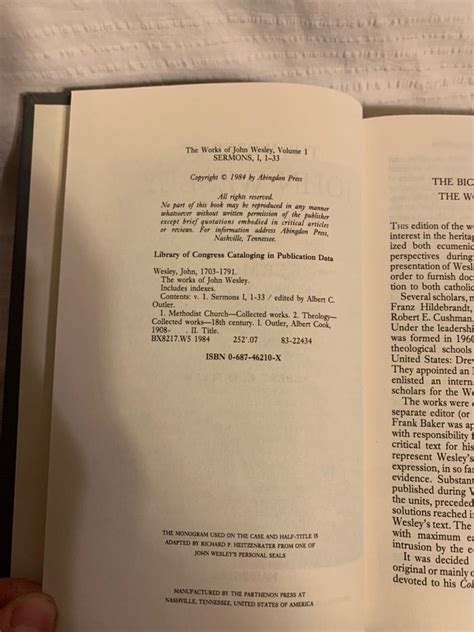 The Works of John Wesley, Volume 1
SERMONS, I, 1–33
Copyright © 1984 by Abingdon Press
All rights reserved.
No part of this book may be reproduced in any manner
whatsoever without written permission of the publisher
except brief quotations embodied in critical articles
or reviews. For information address Abingdon Press,
Nashville, Tennessee.
Library of Congress Cataloging in Publication Data
Wesley, John, 1703-1791.
The works of John Wesley.
Includes indexes.
Contents: v. 1. Sermons I, 1-33 / edited by Albert C.
Outler.
1. Methodist Church—Collected works. 2. Theology—
Collected works—18th century. I. Outler, Albert Cook,
1908- . II. Title.
BX8217.W5 1984 252'.07 83-22434
ISBN 0-687-46210-X
THE MONOGRAM USED ON THE CASE AND HALF-TITLE IS
ADAPTED BY RICHARD P. HEITZENRATER FROM ONE OF
JOHN WESLEY'S PERSONAL SEALS
MANUFACTURED BY THE PARTHENON PRESS AT
NASHVILLE, TENNESSEE, UNITED STATES OF AMERICA
THE BIC
THE WO
THIS edition of the w
interest in the heritag
ized both ecumenic
perspectives during
presentation of Wesl
order to furnish doc
to both catholic
Several scholars,
Franz Hildebrandt,
Robert E. Cushman,
Under the leadership
was formed in 1960
theological schools
United States: Drew
They appointed an
enlisted an intern
scholars for the We
The works were
separate editor (or
Frank Baker was ap
with responsibility f
critical text for his
represent Wesley's
expression, in so fa
evidence. Substant
published during W
the units, preceded
solutions reached i
Wesley's text. The
with maximum ea
intrusion by the e
It was decided
original or mainly o
devoted to his Col